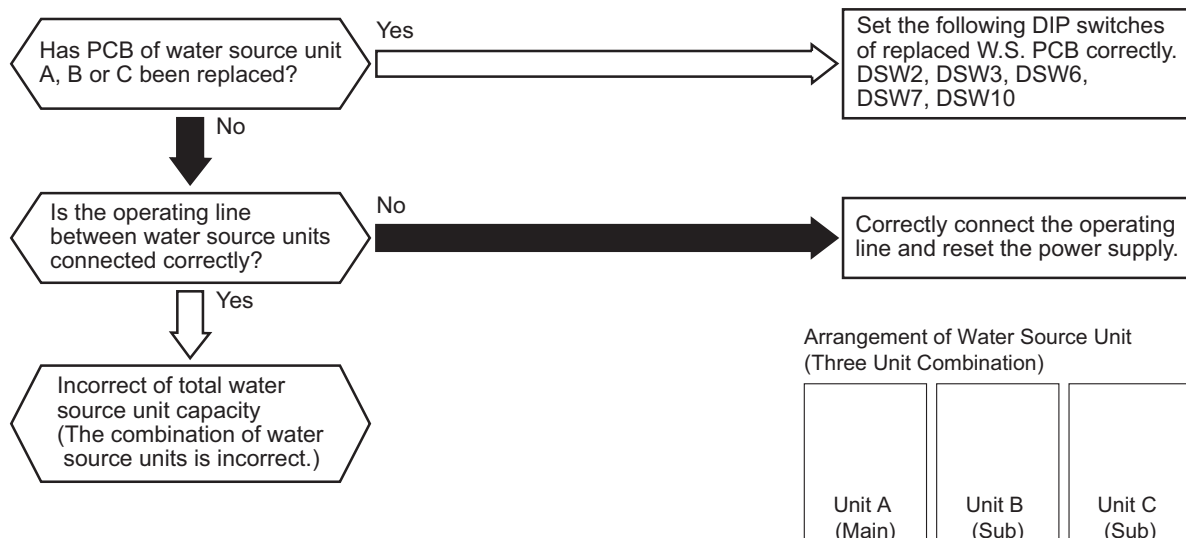 Has PCB of water source unit
A, B or C been replaced?
Yes
Set the following DIP switches
of replaced W.S. PCB correctly.
DSW2, DSW3, DSW6,
DSW7, DSW10
No
Is the operating line
between water source units
connected correctly?
No
Correctly connect the operating
line and reset the power supply.
Yes
Incorrect of total water
source unit capacity
(The combination of water
source units is incorrect.)
Arrangement of Water Source Unit
(Three Unit Combination)
Unit A
(Main)
Unit B
(Sub)
Unit C
(Sub)